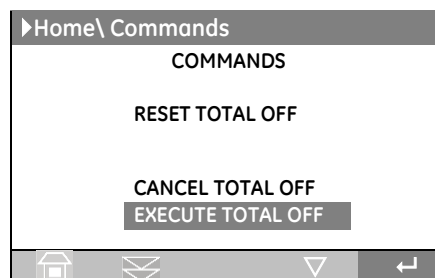 Home\ Commands
COMMANDS
RESET TOTAL OFF
CANCEL TOTAL OFF
EXECUTE TOTAL OFF